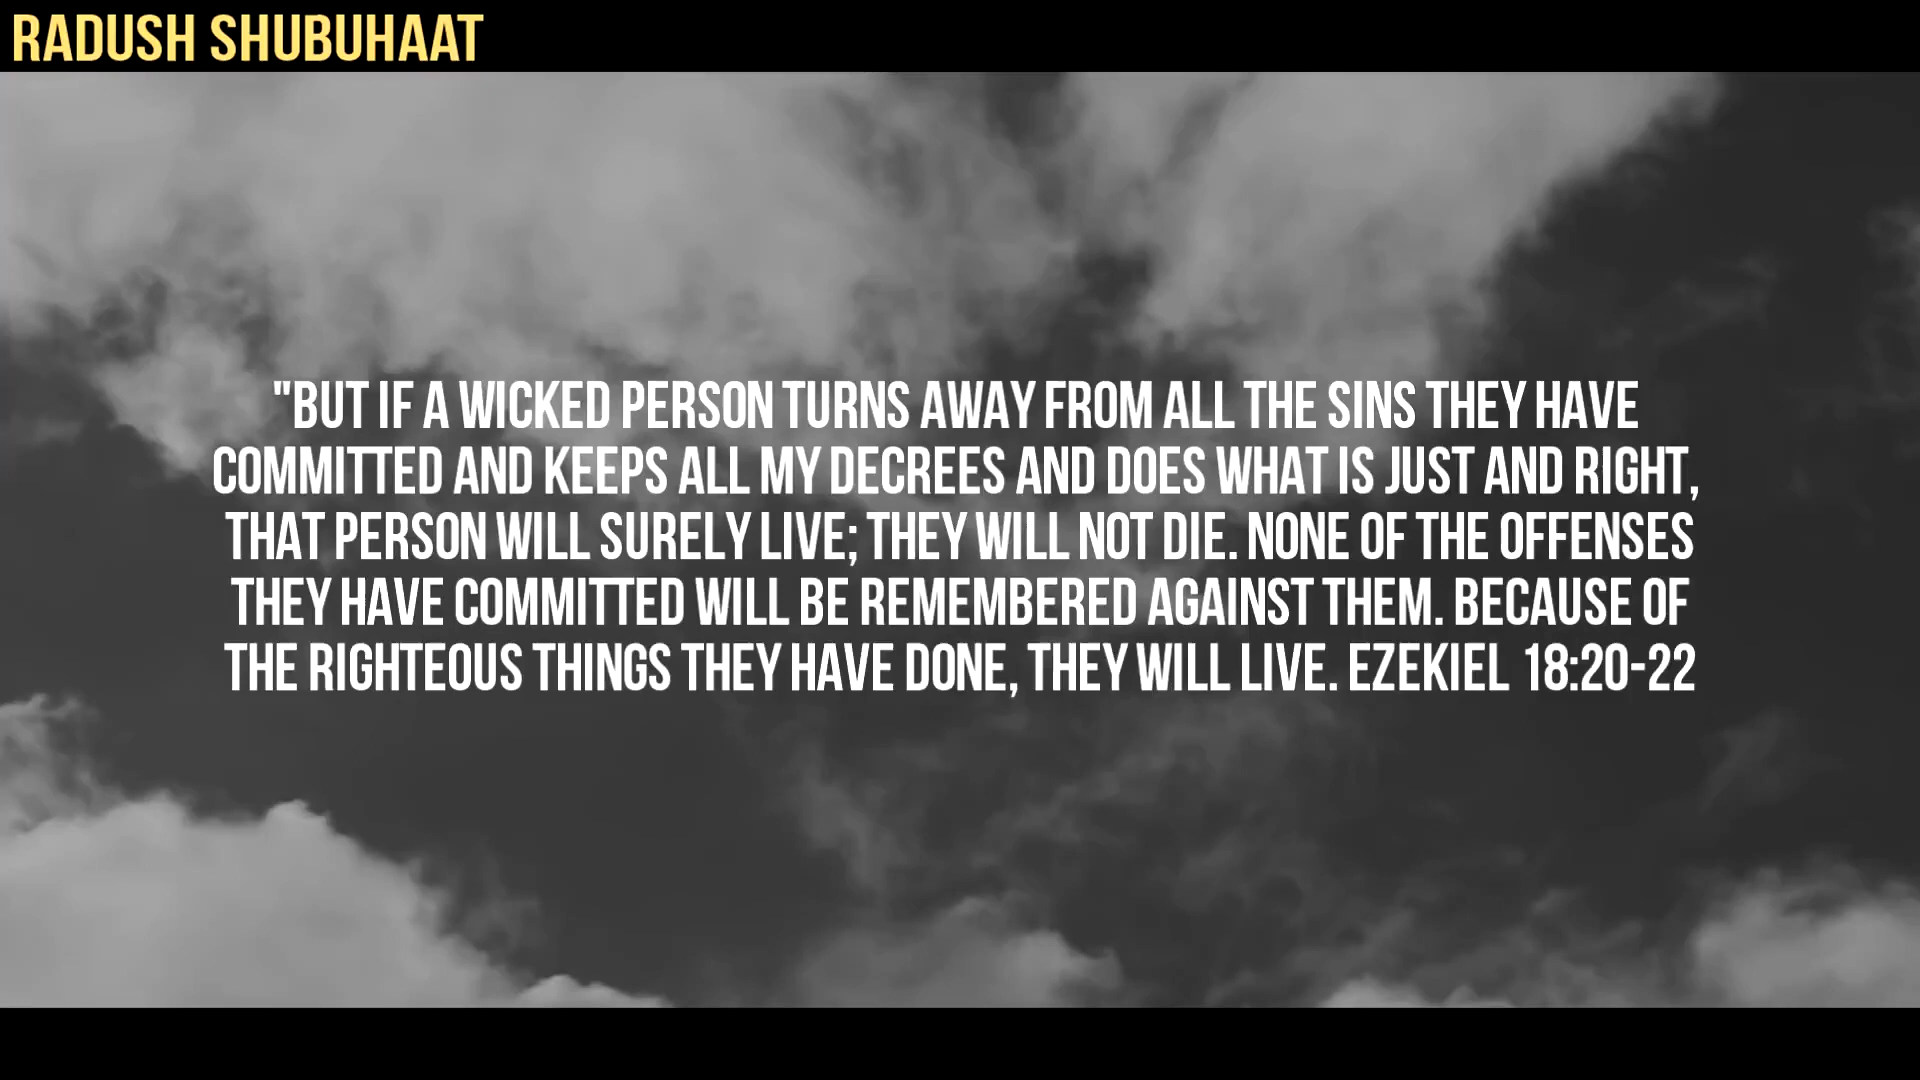 RADUSH SHUBUHAAT
"BUT IF A WICKED PERSON TURNS AWAY FROM ALL THE SINS THEY HAVE
COMMITTED AND KEEPS ALL MY DECREES AND DOES WHAT IS JUST AND RIGHT,
THAT PERSON WILL SURELY LIVE; THEY WILL NOT DIE. NONE OF THE OFFENSES
THEY HAVE COMMITTED WILL BE REMEMBERED AGAINST THEM. BECAUSE OF
THE RIGHTEOUS THINGS THEY HAVE DONE, THEY WILL LIVE. EZEKIEL 18:20-22